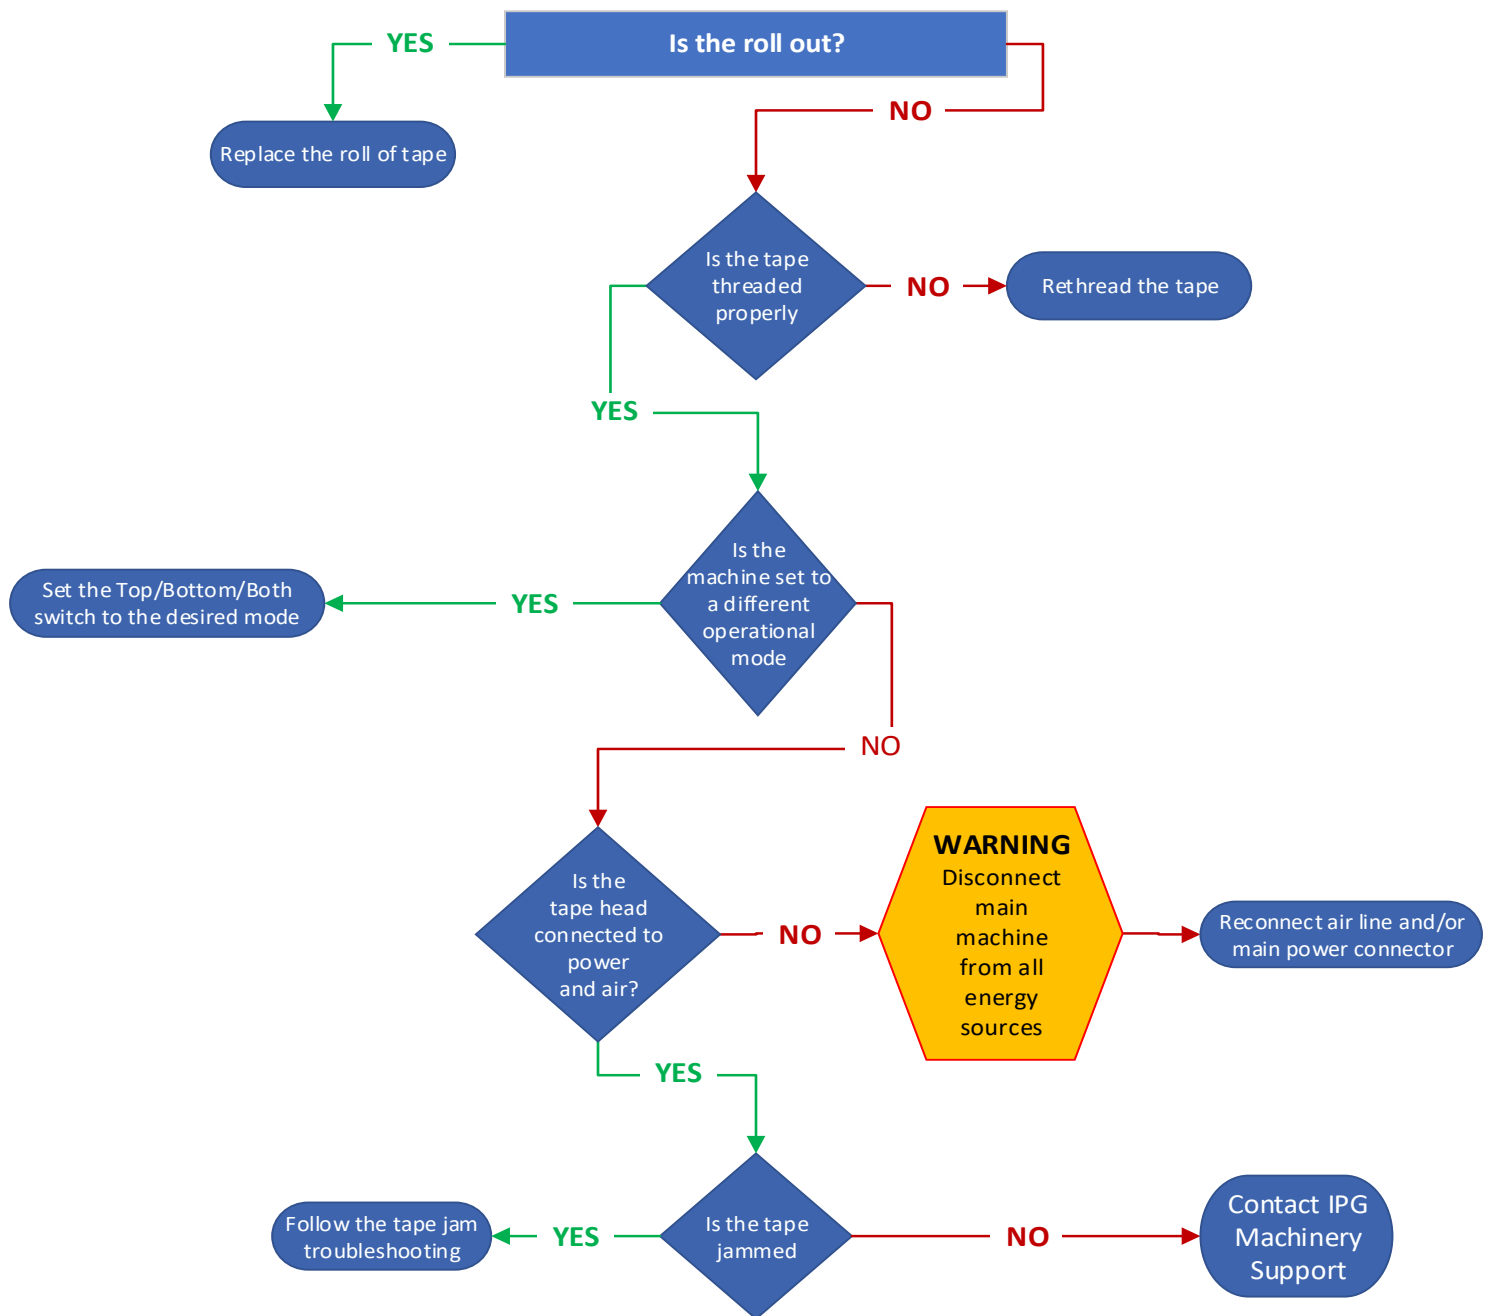 Is the roll out?
YES
NO
Replace the roll of tape
Is the tape
threaded
properly
NO
Rethread the tape
YES
Is the
machine set to
a different
operational
mode
YES
Set the Top/Bottom/Both
switch to the desired mode
NO
Is the
tape head
connected to
power
and air?
NO
WARNING
Disconnect
main
machine
from all
energy
sources
Reconnect air line and/or
main power connector
YES
Is the tape
jammed
YES
Follow the tape jam
troubleshooting
NO
Contact IPG
Machinery
Support